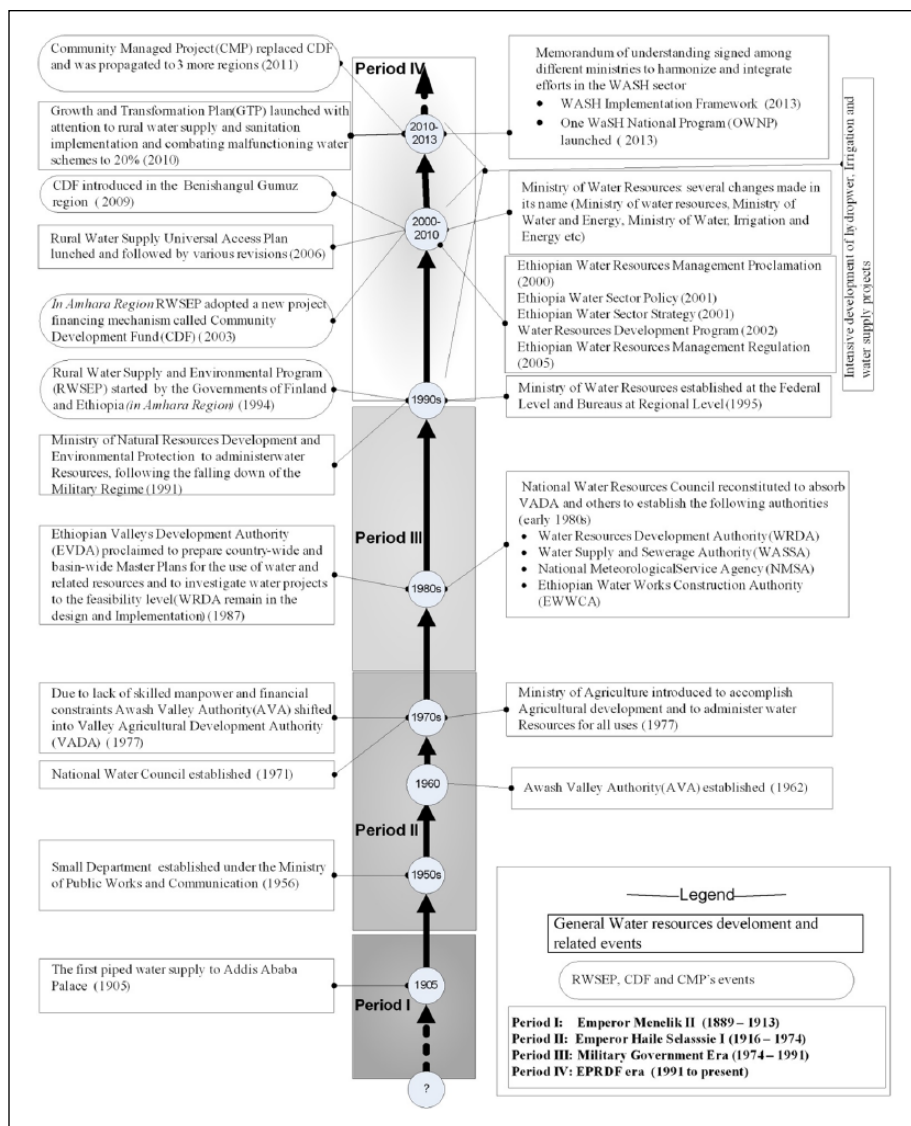 Community Managed Project(CMP) replaced CDF
and was propagated to 3 more regions (2011)
Growth and Transformation Plan(GTP) launched with
attention to rural water supply and sanitation
implementation and combating malfunctioning water
schemes to 20% (2010)
CDF introduced in the Benishangul Gumuz
region (2009)
Rural Water Supply Universal Access Plan
lunched and followed by various revisions (2006)
In Amhara Region RWSEP adopted a new project
financing mechanism called Community
Development Fund(CDF) (2003)
Rural Water Supply and Environmental Program
(RWSEP) started by the Governments of Finland
and Ethiopia (in Amhara Region) (1994)
Ministry of Natural Resources Development and
Environmental Protection to administerwater
Resources, following the falling down of the
Military Regime (1991)
Ethiopian Valleys Development Authority
(EVDA) proclaimed to prepare country-wide and
basin-wide Master Plans for the use of water and
related resources and to investigate water projects
to the feasibility level(WRDA remain in the
design and Implementation) (1987)
Due to lack of skilled manpower and financial
constraints Awash Valley Authority(AVA) shifted
into Valley Agricultural Development Authority
(VADA) (1977)
National Water Council established (1971)
Small Department established under the Ministry
of Public Works and Communication (1956)
The first piped water supply to Addis Ababa
Palace (1905)
Period IV
2010-
2013
2000-
2010
1990s
Period III
1980s
1970s
1960
Period II
1950s
1905
Period I
?
Memorandum of understanding signed among
different ministries to harmonize and integrate
efforts in the WASH sector
● WASH Implementation Framework (2013)
● One WaSH National Program (OWNP)
launched ( 2013)
Ministry of Water Resources: several changes made in
its name (Ministry of water resources, Ministry of
Water and Energy, Ministry of Water, Irrigation and
Energy etc)
Ethiopian Water Resources Management Proclamation
(2000)
Ethiopia Water Sector Policy (2001)
Ethiopian Water Sector Strategy (2001)
Water Resources Development Program (2002)
Ethiopian Water Resources Management Regulation
(2005)
Intensive development of hydropwer, Irrigation and
water supply projects
Ministry of Water Resources established at the Federal
Level and Bureaus at Regional Level (1995)
National Water Resources Council reconstituted to absorb
VADA and others to establish the following authorities
(early 1980s)
● Water Resources Development Authority (WRDA)
● Water Supply and Sewerage Authority (WASSA)
● National MeteorologicalService Agency (NMSA)
● Ethiopian Water Works Construction Authority
(EWWCA)
Ministry of Agriculture introduced to accomplish
Agricultural development and to administer water
Resources for all uses (1977)
Awash Valley Authority(AVA) established (1962)
Legend
General Water resources develoment and
related events
RWSEP, CDF and CMP's events
Period I: Emperor Menelik II (1889 – 1913)
Period II: Emperor Haile Selasssie I (1916 – 1974)
Period III: Military Government Era (1974 – 1991)
Period IV: EPRDF era (1991 to present)